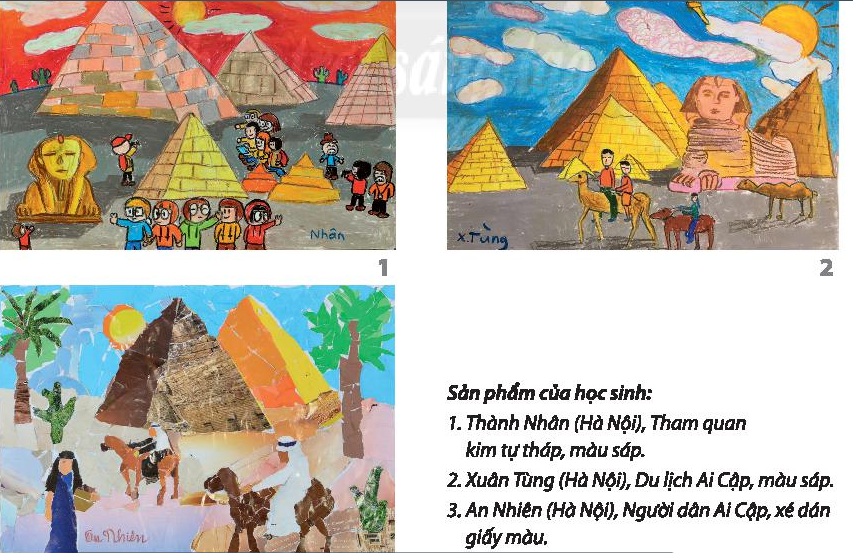 Nhân
1
X.Tùng
2
An Nhiên
Sản phẩm của học sinh:
1. Thành Nhân (Hà Nội), Tham quan
kim tự tháp, màu sáp.
2. Xuân Tùng (Hà Nội), Du lịch Ai Cập, màu sáp.
3. An Nhiên (Hà Nội), Người dân Ai Cập, xé dán
giấy màu.